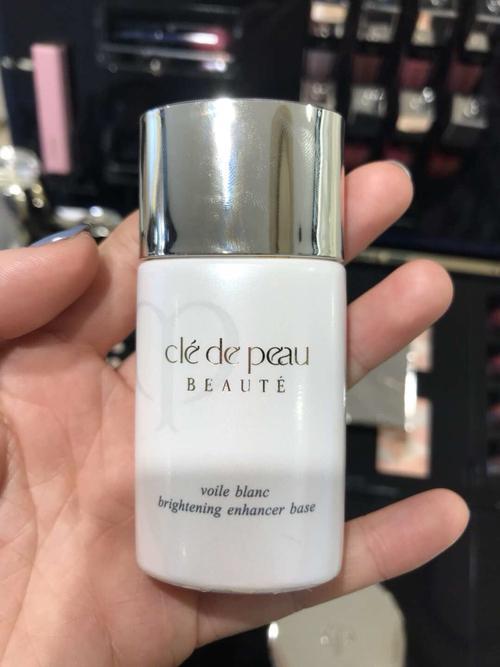 clé de peau
BEAUTÉ
voile blanc
brightening enhancer base